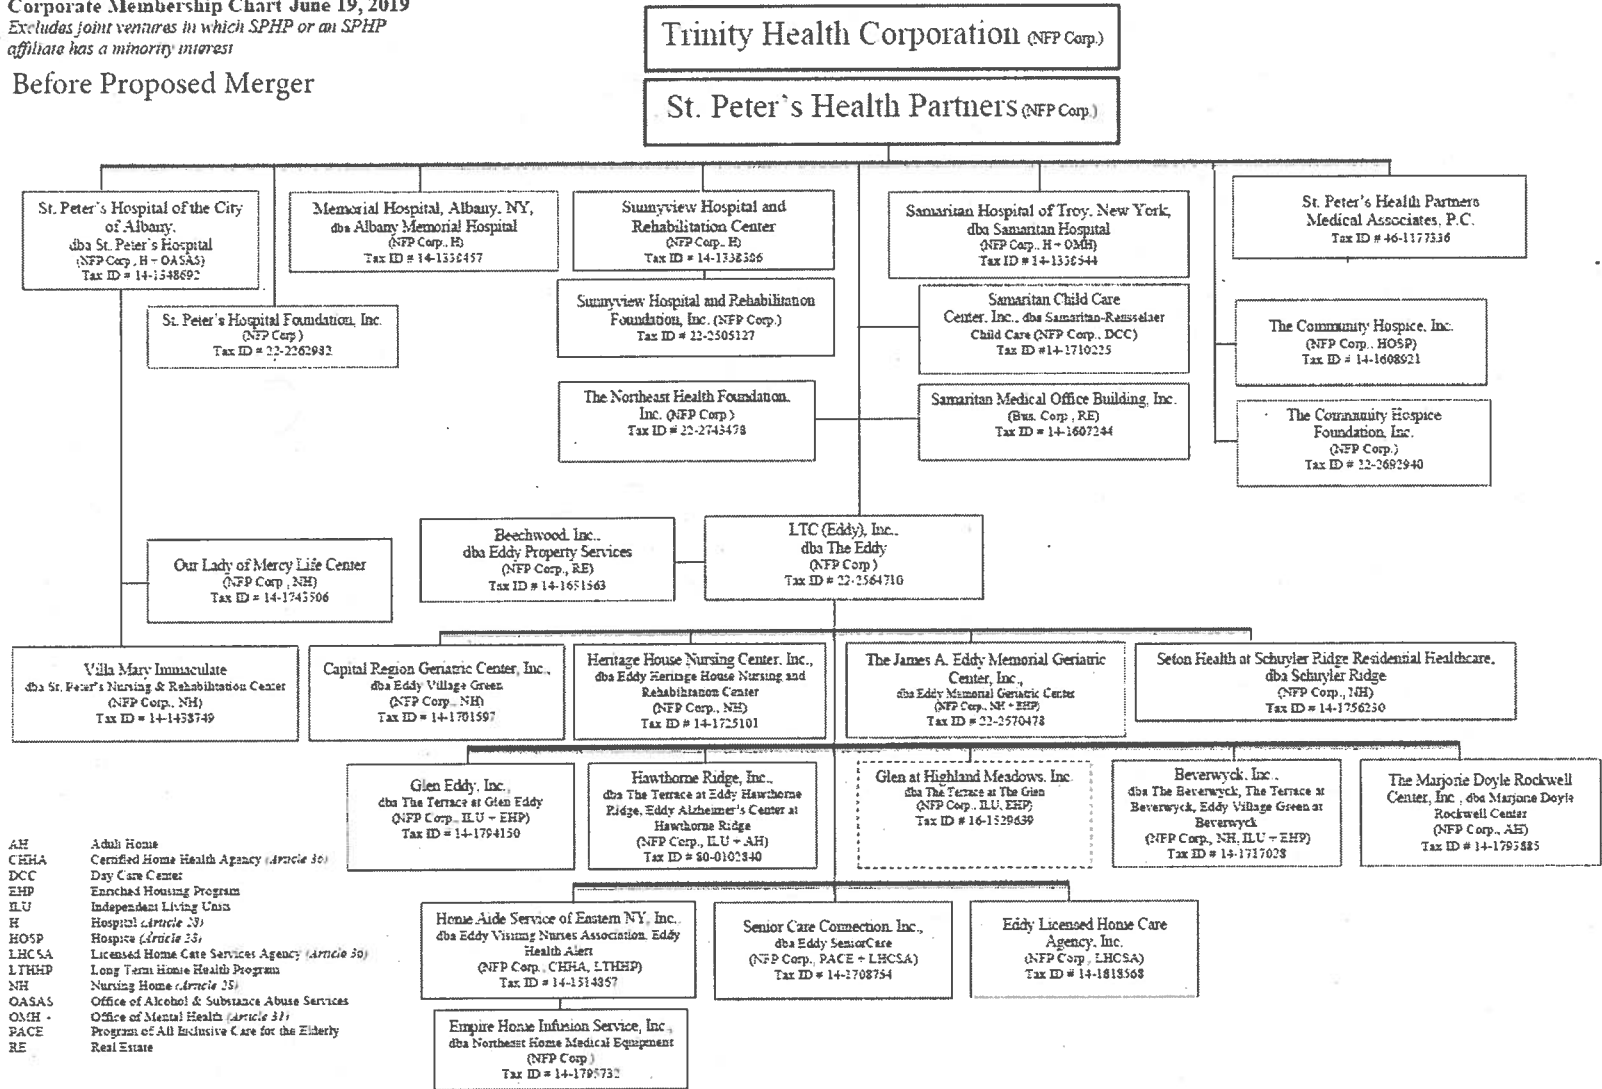 Corporate Membership Chart June 19, 2019
Excludes joint ventures in which SPHP or an SPHP
affiliate has a minority interest
Before Proposed Merger
Trinity Health Corporation (NFP Corp.)
St. Peter's Health Partners (NFP Corp.)
St. Peter's Hospital of the City
of Albany,
dba St. Peter's Hospital
(NFP Corp., H + OASAS)
Tax ID # 14-1348692
Memorial Hospital, Albany, NY,
dba Albany Memorial Hospital
(NFP Corp., H)
Tax ID # 14-1338457
Sunnyview Hospital and
Rehabilitation Center
(NFP Corp., H)
Tax ID # 14-1338386
Samaritan Hospital of Troy, New York,
dba Samaritan Hospital
(NFP Corp., H + OMH)
Tax ID # 14-1338544
St. Peter's Health Partners
Medical Associates, P.C.
Tax ID # 46-1177336
St. Peter's Hospital Foundation, Inc.
(NFP Corp.)
Tax ID # 22-2262982
Sunnyview Hospital and Rehabilitation
Foundation, Inc. (NFP Corp.)
Tax ID # 22-2505127
Samaritan Child Care
Center, Inc., dba Samaritan-Rensselaer
Child Care (NFP Corp., DCC)
Tax ID #14-1710225
The Community Hospice, Inc.
(NFP Corp., HOSP)
Tax ID # 14-1608921
The Northeast Health Foundation,
Inc. (NFP Corp.)
Tax ID # 22-2743478
Samaritan Medical Office Building, Inc.
(Bus. Corp., RE)
Tax ID # 14-1607244
The Community Hospice
Foundation, Inc.
(NFP Corp.)
Tax ID # 22-2692940
Beechwood, Inc.,
dba Eddy Property Services
(NFP Corp., RE)
Tax ID # 14-1651563
LTC (Eddy), Inc.,
dba The Eddy
(NFP Corp.)
Tax ID # 22-2564710
Our Lady of Mercy Life Center
(NFP Corp., NH)
Tax ID # 14-1743506
Villa Mary Immaculate
dba St. Peter's Nursing & Rehabilitation Center
(NFP Corp., NH)
Tax ID # 14-1438749
Capital Region Geriatric Center, Inc.,
dba Eddy Village Green
(NFP Corp., NH)
Tax ID # 14-1701597
Heritage House Nursing Center, Inc.,
dba Eddy Heritage House Nursing and
Rehabilitation Center
(NFP Corp., NH)
Tax ID # 14-1725101
The James A. Eddy Memorial Geriatric
Center, Inc.,
dba Eddy Memorial Geriatric Center
(NFP Corp., NH + EHP)
Tax ID # 22-2570478
Seton Health at Schuyler Ridge Residential Healthcare,
dba Schuyler Ridge
(NFP Corp., NH)
Tax ID # 14-1756230
Glen Eddy, Inc.,
dba The Terrace at Glen Eddy
(NFP Corp., ILU + EHP)
Tax ID # 14-1794150
Hawthorne Ridge, Inc.,
dba The Terrace at Eddy Hawthorne
Ridge, Eddy Alzheimer's Center at
Hawthorne Ridge
(NFP Corp., ILU + AH)
Tax ID # 80-0102840
Glen at Highland Meadows, Inc.
dba The Terrace at The Glen
(NFP Corp., ILU, EHP)
Tax ID # 16-1529639
Beverwyck, Inc.,
dba The Beverwyck, The Terrace at
Beverwyck, Eddy Village Green at
Beverwyck
(NFP Corp., NH, ILU + EHP)
Tax ID # 14-1717028
The Marjorie Doyle Rockwell
Center, Inc., dba Marjorie Doyle
Rockwell Center
(NFP Corp., AH)
Tax ID # 14-1793885
Home Aide Service of Eastern NY, Inc.,
dba Eddy Visiting Nurses Association, Eddy
Health Alert
(NFP Corp., CHHA, LTHHP)
Tax ID # 14-1514867
Senior Care Connection, Inc.,
dba Eddy SeniorCare
(NFP Corp., PACE + LHCSA)
Tax ID # 14-1708754
Eddy Licensed Home Care
Agency, Inc.
(NFP Corp., LHCSA)
Tax ID # 14-1818568
Empire Home Infusion Service, Inc.,
dba Northeast Home Medical Equipment
(NFP Corp.)
Tax ID # 14-1795732
AH Adult Home
CHHA Certified Home Health Agency (Article 36)
DCC Day Care Center
EHP Enriched Housing Program
ILU Independent Living Units
H Hospital (Article 28)
HOSP Hospice (Article 28)
LHCSA Licensed Home Care Services Agency (Article 36)
LTHHP Long Term Home Health Program
NH Nursing Home (Article 28)
OASAS Office of Alcohol & Substance Abuse Services
OMH - Office of Mental Health (Article 31)
PACE Program of All Inclusive Care for the Elderly
RE Real Estate